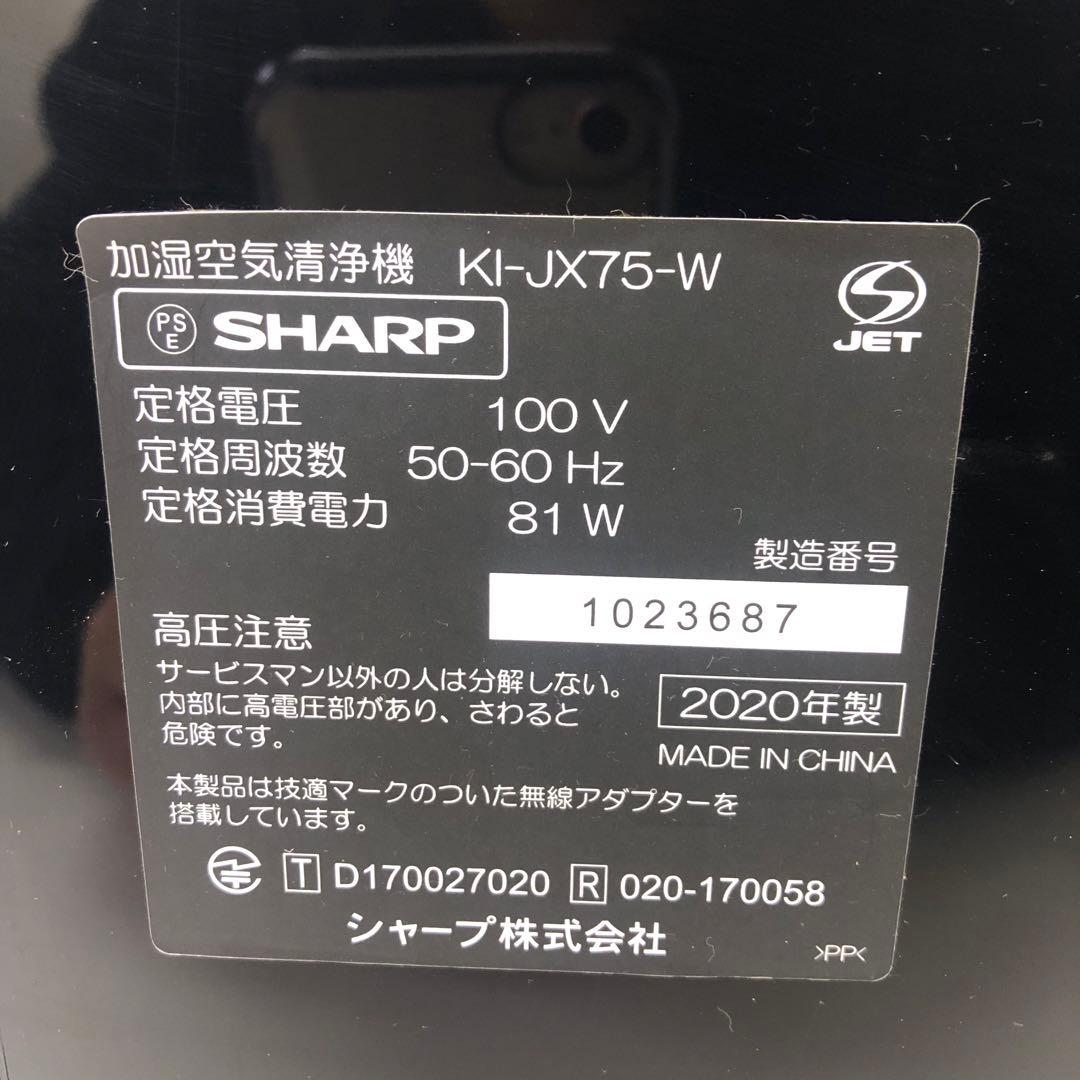 加湿空気清浄機 KI-JX75-W
PS
E
SHARP
JET
定格電圧 100 V
定格周波数 50-60 Hz
定格消費電力 81 W
製造番号
1023687
高圧注意
サービスマン以外の人は分解しない。
内部に高電圧部があり、さわると
危険です。
2020年製
MADE IN CHINA
本製品は技適マークのついた無線アダプターを
搭載しています。
T D170027020 R 020-170058
シャープ株式会社
>PP<